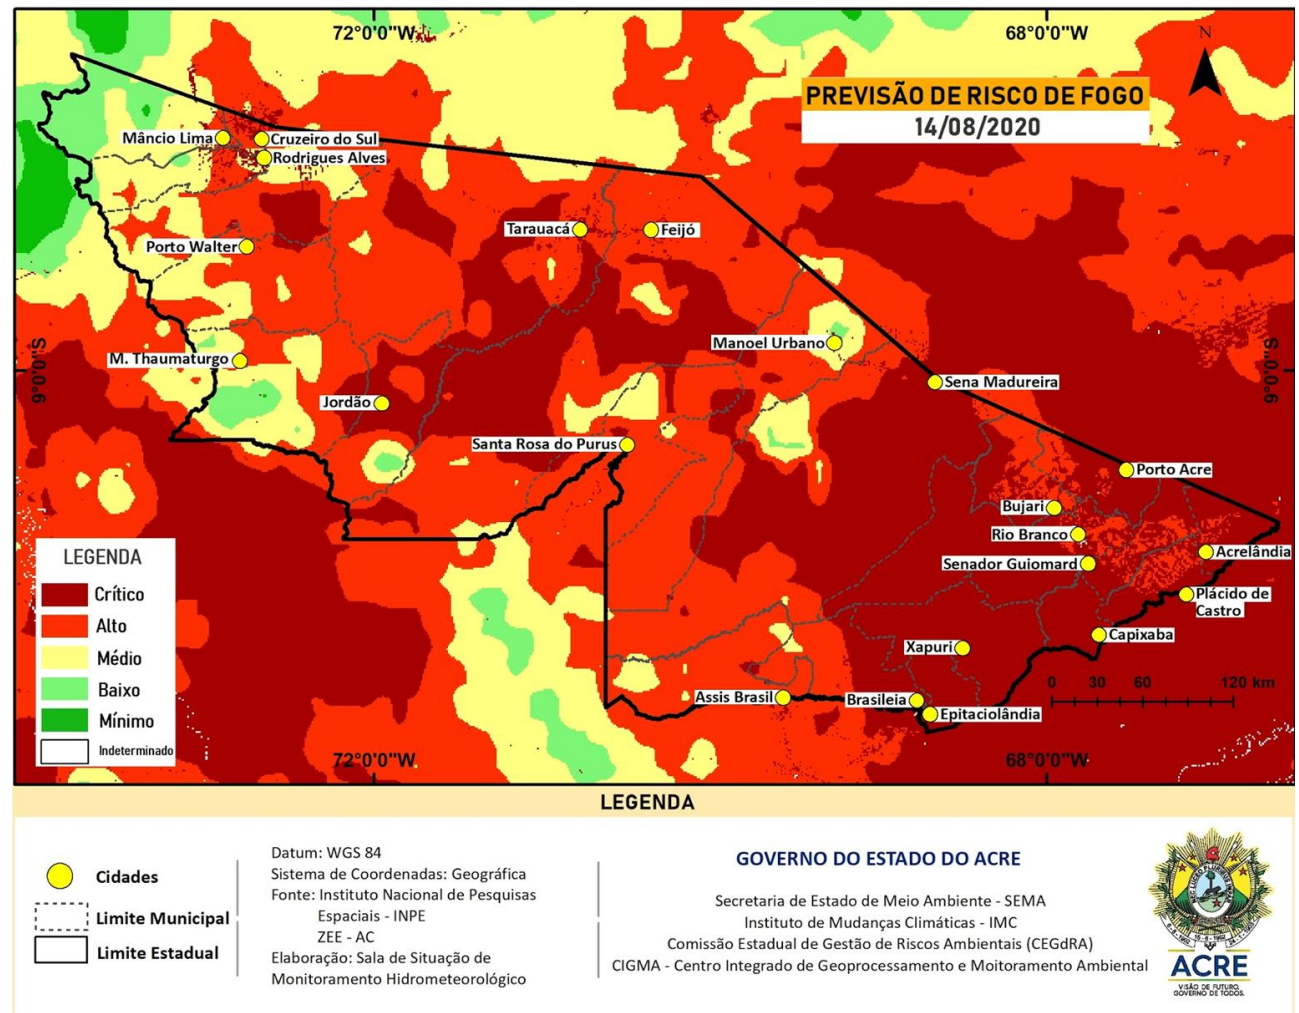 72°0'0"W
68°0'0"W
N
PREVISÃO DE RISCO DE FOGO
14/08/2020
Mâncio Lima
Cruzeiro do Sul
Rodrigues Alves
Tarauacá
Feijó
Porto Walter
Manoel Urbano
9°0'0"S
9°0'0"S
M. Thaumaturgo
Sena Madureira
Jordão
Santa Rosa do Purus
Porto Acre
Bujari
Rio Branco
Acrelândia
Senador Guiomard
Plácido de
Castro
Capixaba
Xapuri
Assis Brasil
Brasileia
Epitaciolândia
0 30 60 120 km
72°0'0"W
68°0'0"W
LEGENDA
Crítico
Alto
Médio
Baixo
Mínimo
Indeterminado
LEGENDA
Cidades
Limite Municipal
Limite Estadual
Datum: WGS 84
Sistema de Coordenadas: Geográfica
Fonte: Instituto Nacional de Pesquisas
Espaciais - INPE
ZEE - AC
Elaboração: Sala de Situação de
Monitoramento Hidrometeorológico
GOVERNO DO ESTADO DO ACRE
Secretaria de Estado de Meio Ambiente - SEMA
Instituto de Mudanças Climáticas - IMC
Comissão Estadual de Gestão de Riscos Ambientais (CEGdRA)
CIGMA - Centro Integrado de Geoprocessamento e Moitoramento Ambiental
ACRE
VISÃO DE FUTURO,
GOVERNO DE TODOS.